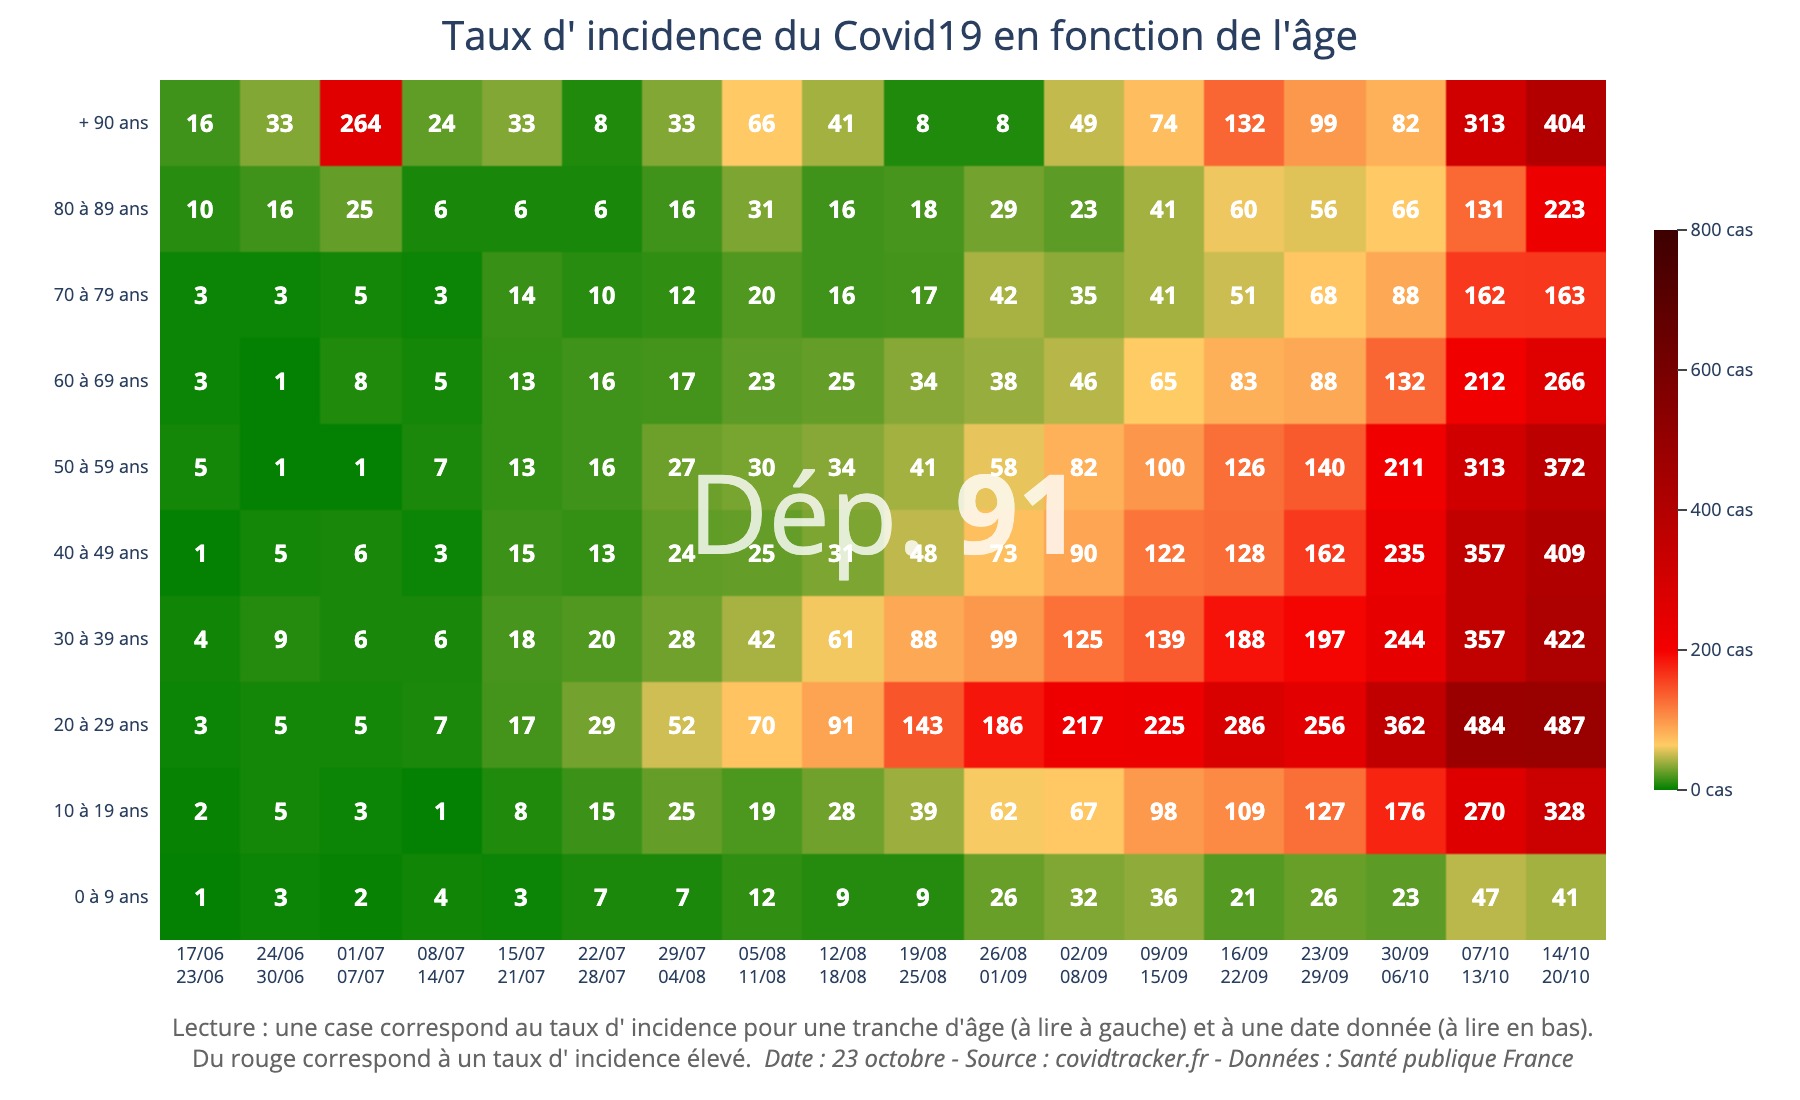 Taux d' incidence du Covid19 en fonction de l'âge
+ 90 ans 16 33 264 24 33 8 33 66 41 8 8 49 74 132 99 82 313 404
80 à 89 ans 10 16 25 6 6 6 16 31 16 18 29 23 41 60 56 66 131 223
800 cas
70 à 79 ans 3 3 5 3 14 10 12 20 16 17 42 35 41 51 68 88 162 163
600 cas
60 à 69 ans 3 1 8 5 13 16 17 23 25 34 38 46 65 83 88 132 212 266
50 à 59 ans 5 1 1 7 13 16 27 30 34 41 58 82 100 126 140 211 313 372
Dép. 91
400 cas
40 à 49 ans 1 5 6 3 15 13 24 25 31 48 73 90 122 128 162 235 357 409
30 à 39 ans 4 9 6 6 18 20 28 42 61 88 99 125 139 188 197 244 357 422
200 cas
20 à 29 ans 3 5 5 7 17 29 52 70 91 143 186 217 225 286 256 362 484 487
0 cas
10 à 19 ans 2 5 3 1 8 15 25 19 28 39 62 67 98 109 127 176 270 328
0 à 9 ans 1 3 2 4 3 7 7 12 9 9 26 32 36 21 26 23 47 41
17/06 24/06 01/07 08/07 15/07 22/07 29/07 05/08 12/08 19/08 26/08 02/09 09/09 16/09 23/09 30/09 07/10 14/10
23/06 30/06 07/07 14/07 21/07 28/07 04/08 11/08 18/08 25/08 01/09 08/09 15/09 22/09 29/09 06/10 13/10 20/10
Lecture : une case correspond au taux d' incidence pour une tranche d'âge (à lire à gauche) et à une date donnée (à lire en bas).
Du rouge correspond à un taux d' incidence élevé. Date : 23 octobre - Source : covidtracker.fr - Données : Santé publique France